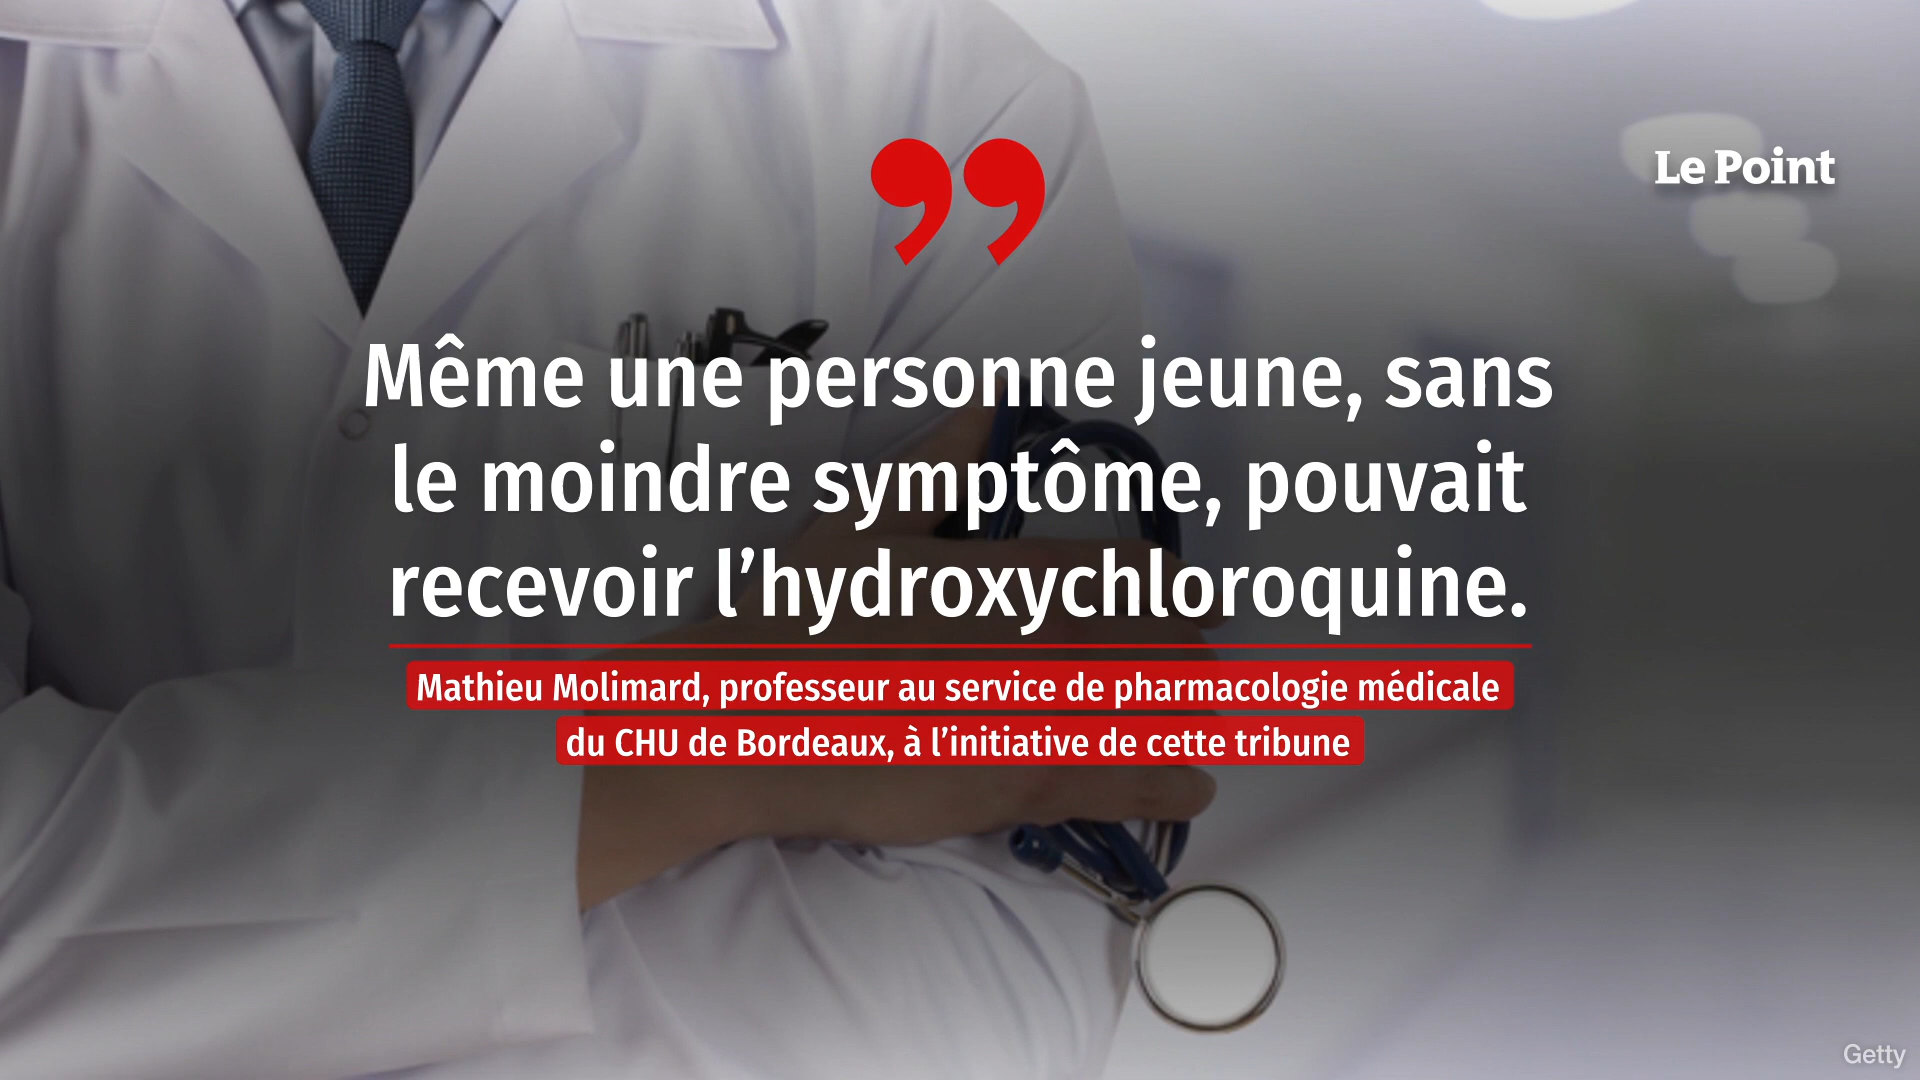 Le Point
”
Même une personne jeune, sans
le moindre symptôme, pouvait
recevoir l’hydroxychloroquine.
Mathieu Molimard, professeur au service de pharmacologie médicale
du CHU de Bordeaux, à l’initiative de cette tribune
Getty